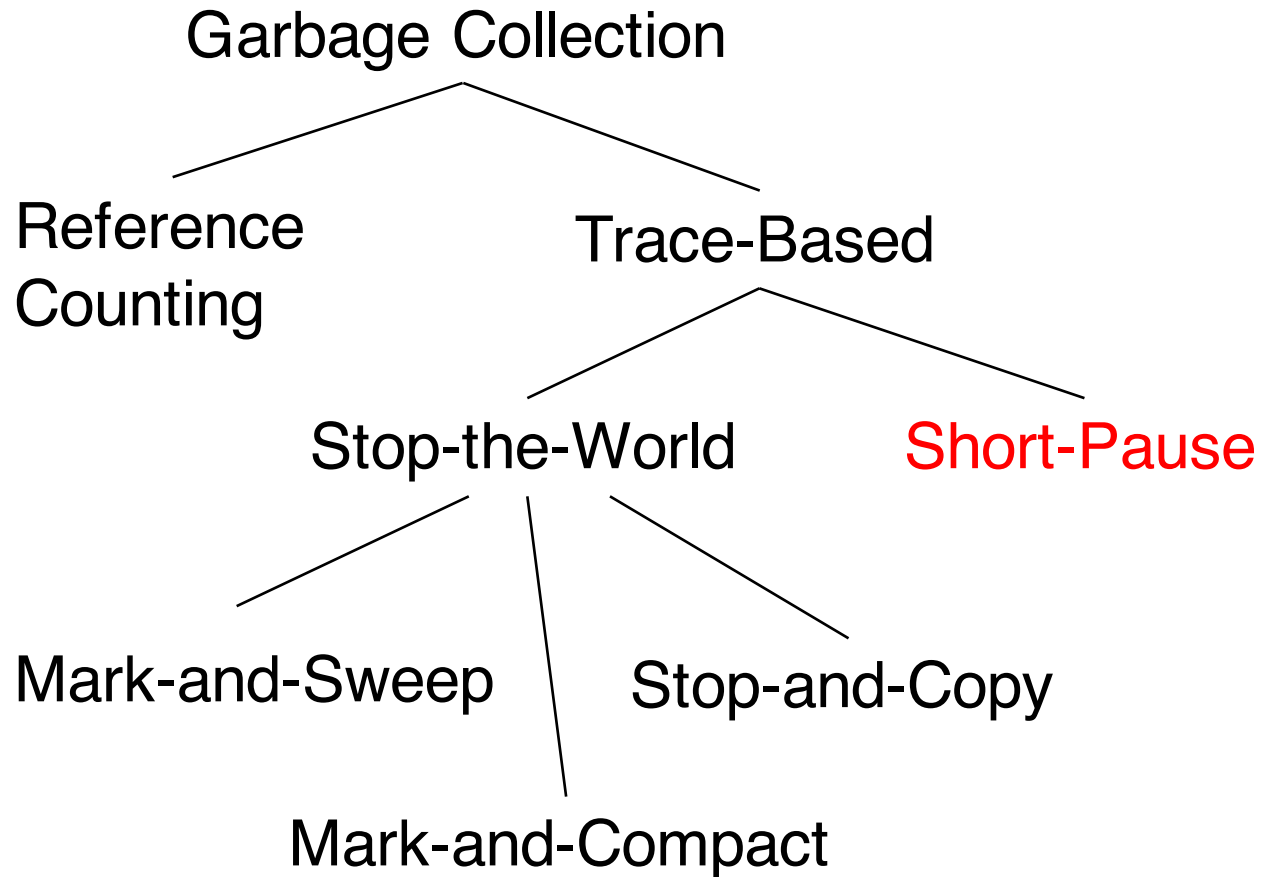 Garbage Collection
Reference
Counting
Trace-Based
Stop-the-World
Short-Pause
Mark-and-Sweep
Stop-and-Copy
Mark-and-Compact